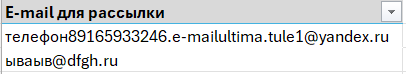 E-mail для рассылки
телефон89165933246.e-mailultima.tule1@yandex.ru
ываыв@dfgh.ru